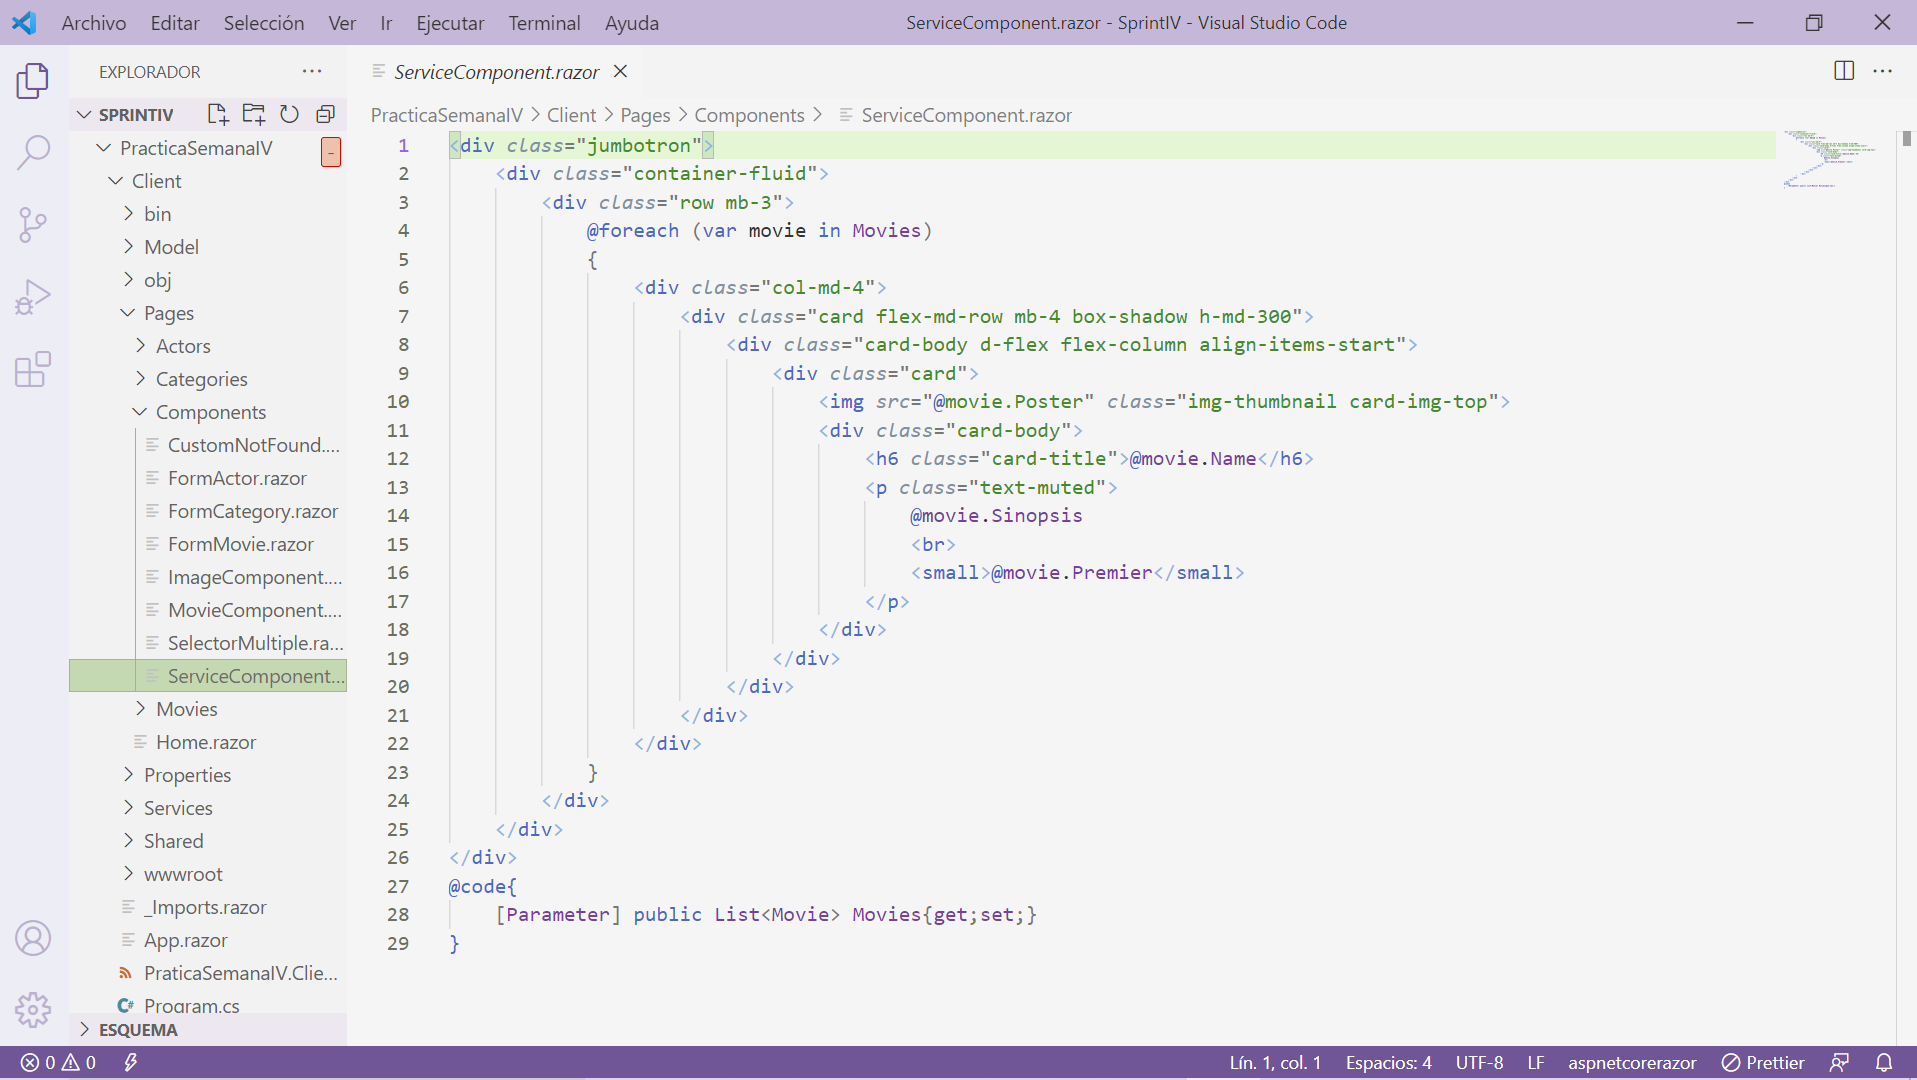 Archivo Editar Selección Ver Ir Ejecutar Terminal Ayuda
ServiceComponent.razor - SprintIV - Visual Studio Code
EXPLORADOR
SPRINTIV
PracticaSemanaIV
-
Client
bin
Model
obj
Pages
Actors
Categories
Components
CustomNotFound....
FormActor.razor
FormCategory.razor
FormMovie.razor
ImageComponent....
MovieComponent....
SelectorMultiple.ra...
ServiceComponent...
Movies
Home.razor
Properties
Services
Shared
wwwroot
_Imports.razor
App.razor
PraticaSemanaIV.Clie...
C# Program.cs
ESQUEMA
ServiceComponent.razor
PracticaSemanaIV > Client > Pages > Components > ServiceComponent.razor
1 <div class="jumbotron">
2 <div class="container-fluid">
3 <div class="row mb-3">
4 @foreach (var movie in Movies)
5 {
6 <div class="col-md-4">
7 <div class="card flex-md-row mb-4 box-shadow h-md-300">
8 <div class="card-body d-flex flex-column align-items-start">
9 <div class="card">
10 <img src="@movie.Poster" class="img-thumbnail card-img-top">
11 <div class="card-body">
12 <h6 class="card-title">@movie.Name</h6>
13 <p class="text-muted">
14 @movie.Sinopsis
15 <br>
16 <small>@movie.Premier</small>
17 </p>
18 </div>
19 </div>
20 </div>
21 </div>
22 </div>
23 }
24 </div>
25 </div>
26 </div>
27 @code{
28 [Parameter] public List<Movie> Movies{get;set;}
29 }
0 0
Lín. 1, col. 1 Espacios: 4 UTF-8 LF aspnetcorerazor Prettier